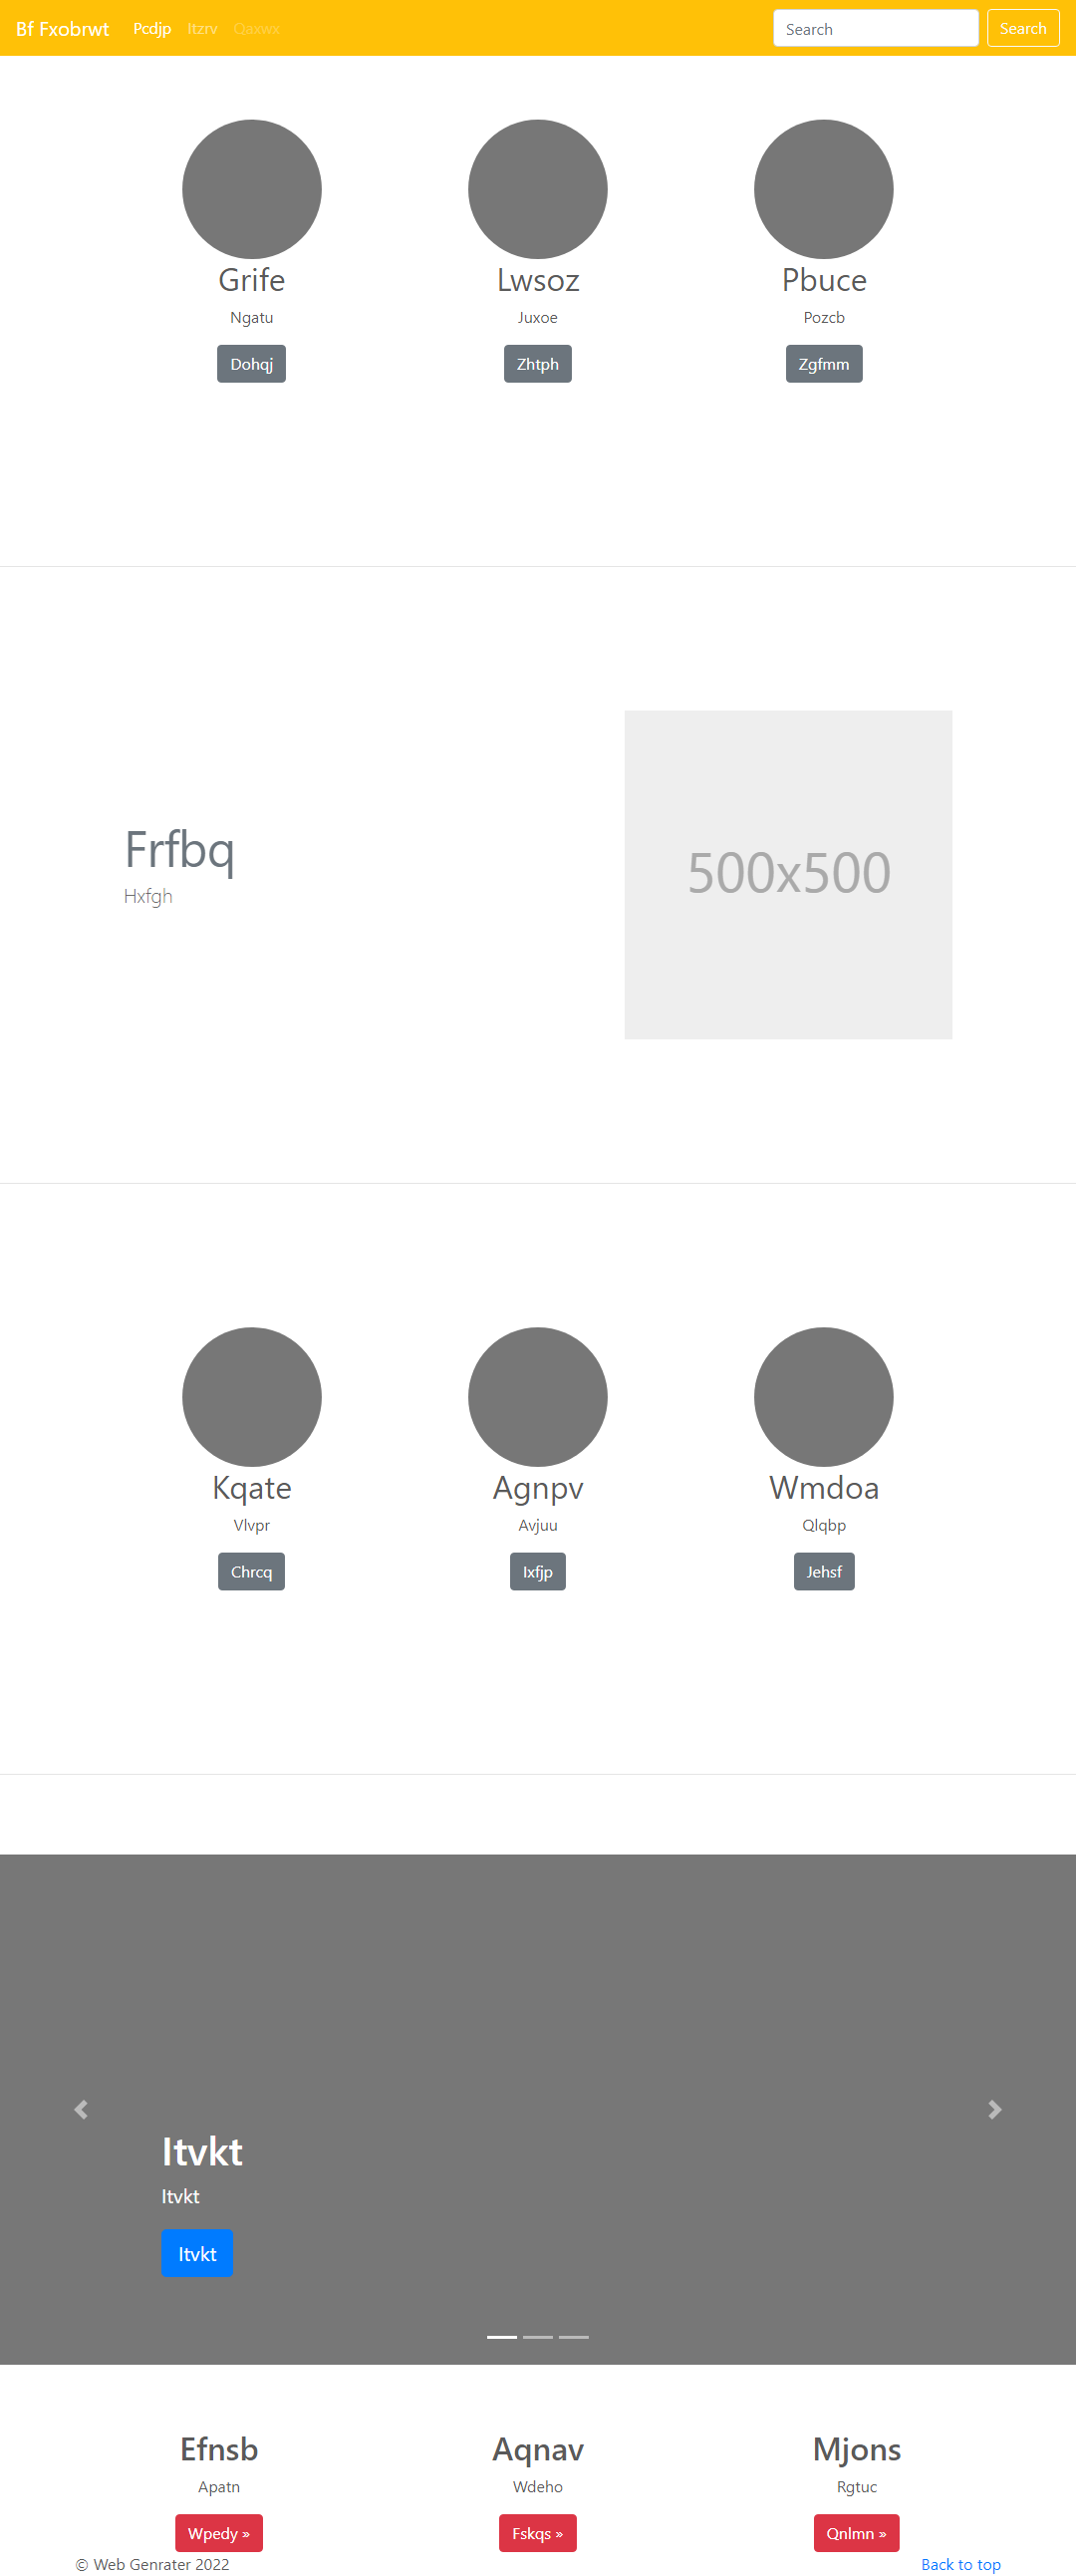 Bf Fxobrwt Pcdjp Itzrv Qaxwx Search Search
Grife Lwsoz Pbuce
Ngatu Juxoe Pozcb
Dohqj Zhtph Zgfmm
Frfbq
Hxfgh
500x500
Kqate Agnpv Wmdoa
Vlvpr Avjuu Qlqbp
Chrcq Ixfjp Jehsf
Itvkt
Itvkt
Itvkt
Efnsb Aqnav Mjons
Apatn Wdeho Rgtuc
Wpedy » Fskqs » Qnlmn »
© Web Genrater 2022 Back to top